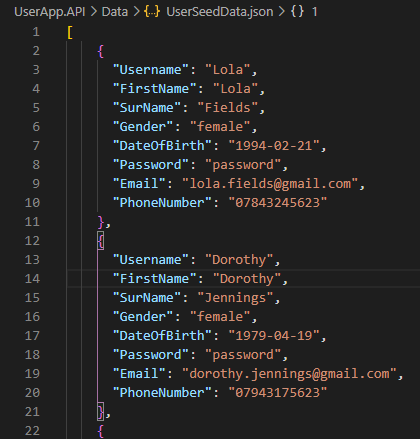 UserApp.API > Data > {..} UserSeedData.json > {} 1
1 [
2 {
3 "Username": "Lola",
4 "FirstName": "Lola",
5 "SurName": "Fields",
6 "Gender": "female",
7 "DateOfBirth": "1994-02-21",
8 "Password": "password",
9 "Email": "lola.fields@gmail.com",
10 "PhoneNumber": "07843245623"
11 },
12 {
13 "Username": "Dorothy",
14 "FirstName": "Dorothy",
15 "SurName": "Jennings",
16 "Gender": "female",
17 "DateOfBirth": "1979-04-19",
18 "Password": "password",
19 "Email": "dorothy.jennings@gmail.com",
20 "PhoneNumber": "07943175623"
21 },
22 {